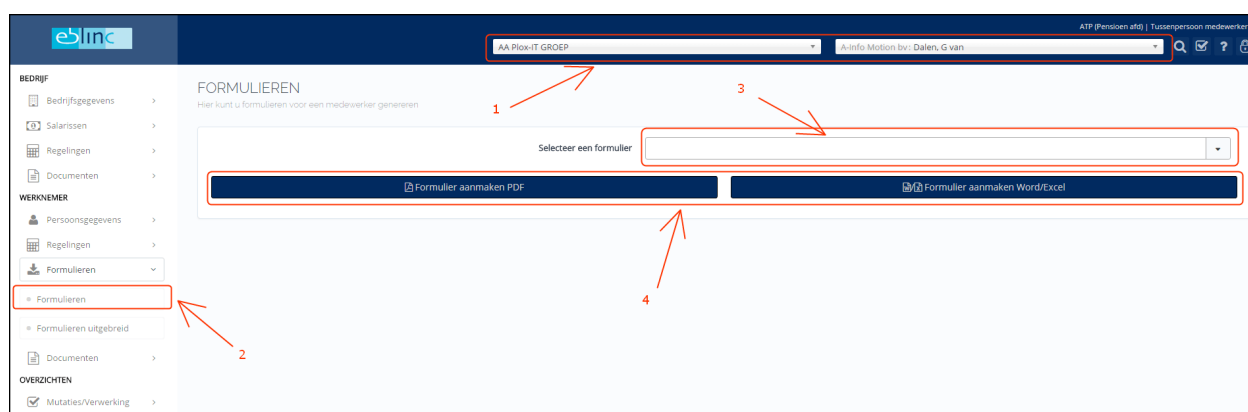 eblinc
ATP (Pensioen afd) | Tussenpersoon medewerker
AA Plox-IT GROEP
A-Info Motion bv.: Dalen, G van
1
BEDRIJF
Bedrijfsgegevens
Salarissen
Regelingen
Documenten
WERKNEMER
Persoonsgegevens
Regelingen
Formulieren
Formulieren
Formulieren uitgebreid
Documenten
OVERZICHTEN
Mutaties/Verwerking
2
FORMULIEREN
Hier kunt u formulieren voor een medewerker genereren
3
Selecteer een formulier
Formulier aanmaken PDF
Formulier aanmaken Word/Excel
4